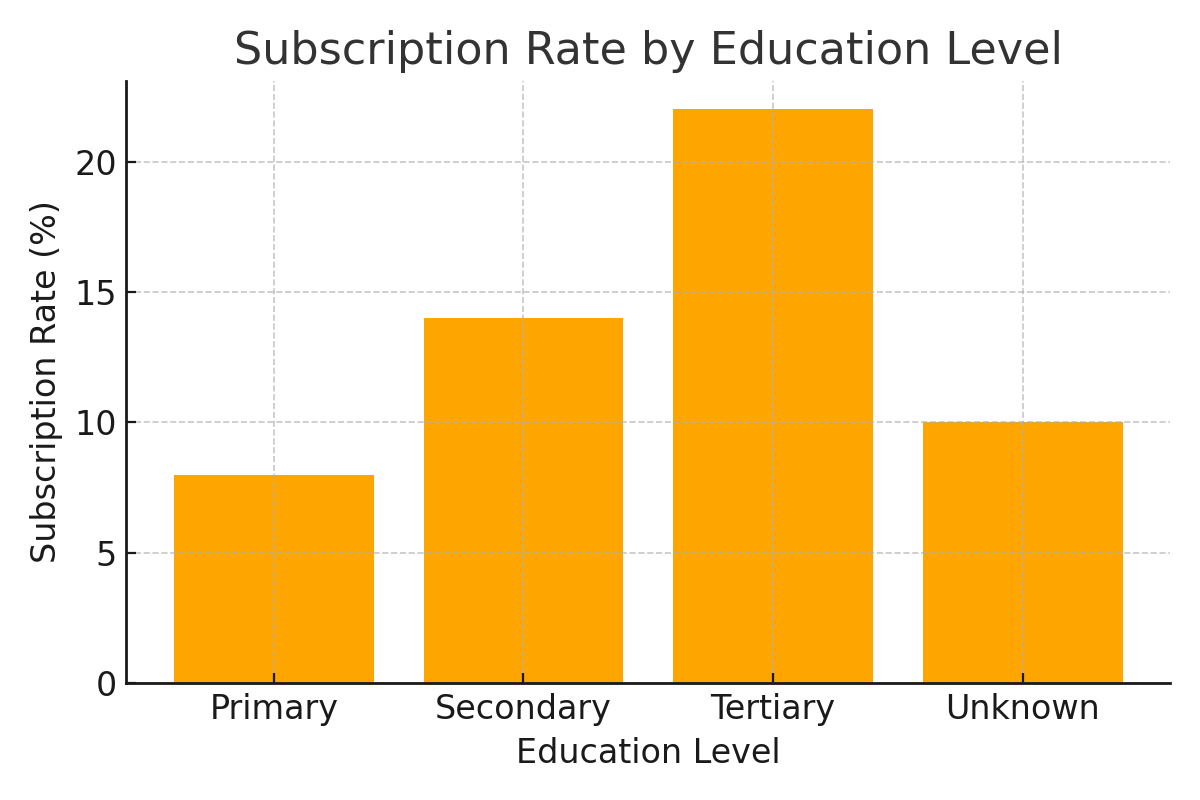 Subscription Rate by Education Level
Subscription Rate (%)
20
15
10
5
0
Primary Secondary Tertiary Unknown
Education Level